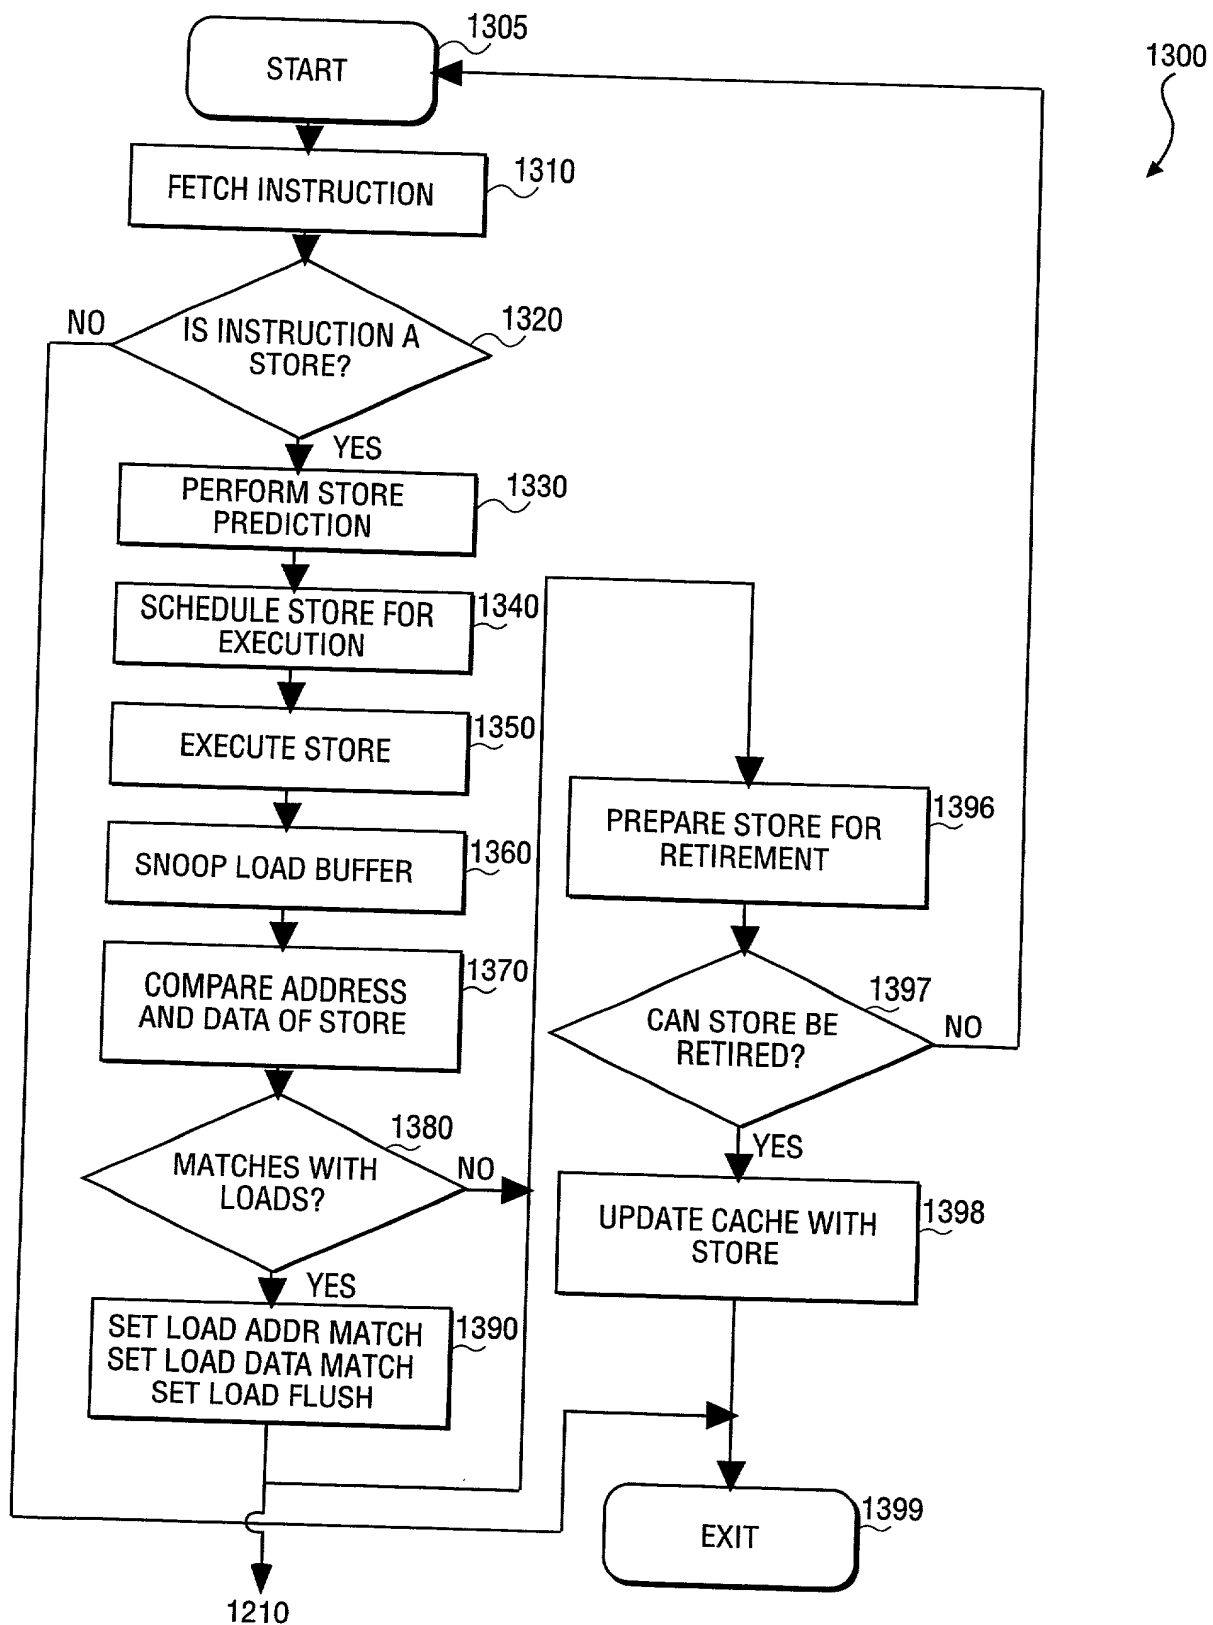 1305
START
1300
FETCH INSTRUCTION
1310
NO
IS INSTRUCTION A
STORE?
1320
YES
PERFORM STORE
PREDICTION
1330
SCHEDULE STORE FOR
EXECUTION
1340
EXECUTE STORE
1350
SNOOP LOAD BUFFER
1360
COMPARE ADDRESS
AND DATA OF STORE
1370
MATCHES WITH
LOADS?
1380
NO
YES
SET LOAD ADDR MATCH
SET LOAD DATA MATCH
SET LOAD FLUSH
1390
1210
PREPARE STORE FOR
RETIREMENT
1396
CAN STORE BE
RETIRED?
1397
NO
YES
UPDATE CACHE WITH
STORE
1398
EXIT
1399